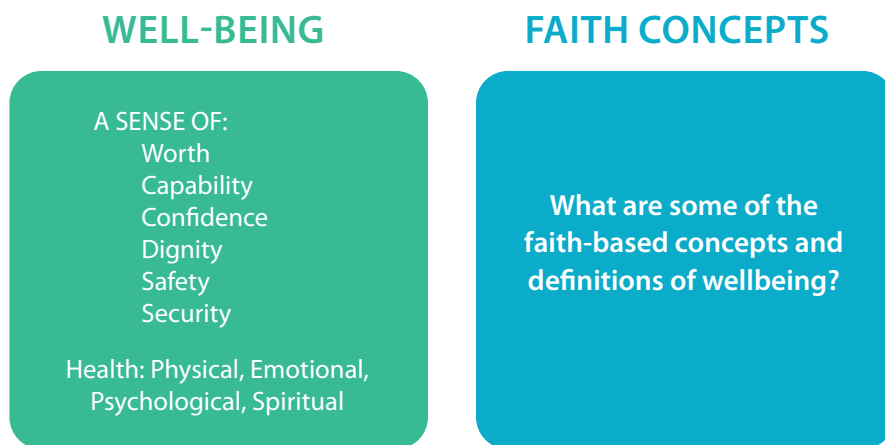 WELL-BEING
A SENSE OF:
Worth
Capability
Confidence
Dignity
Safety
Security
Health: Physical, Emotional,
Psychological, Spiritual
FAITH CONCEPTS
What are some of the
faith-based concepts and
definitions of wellbeing?